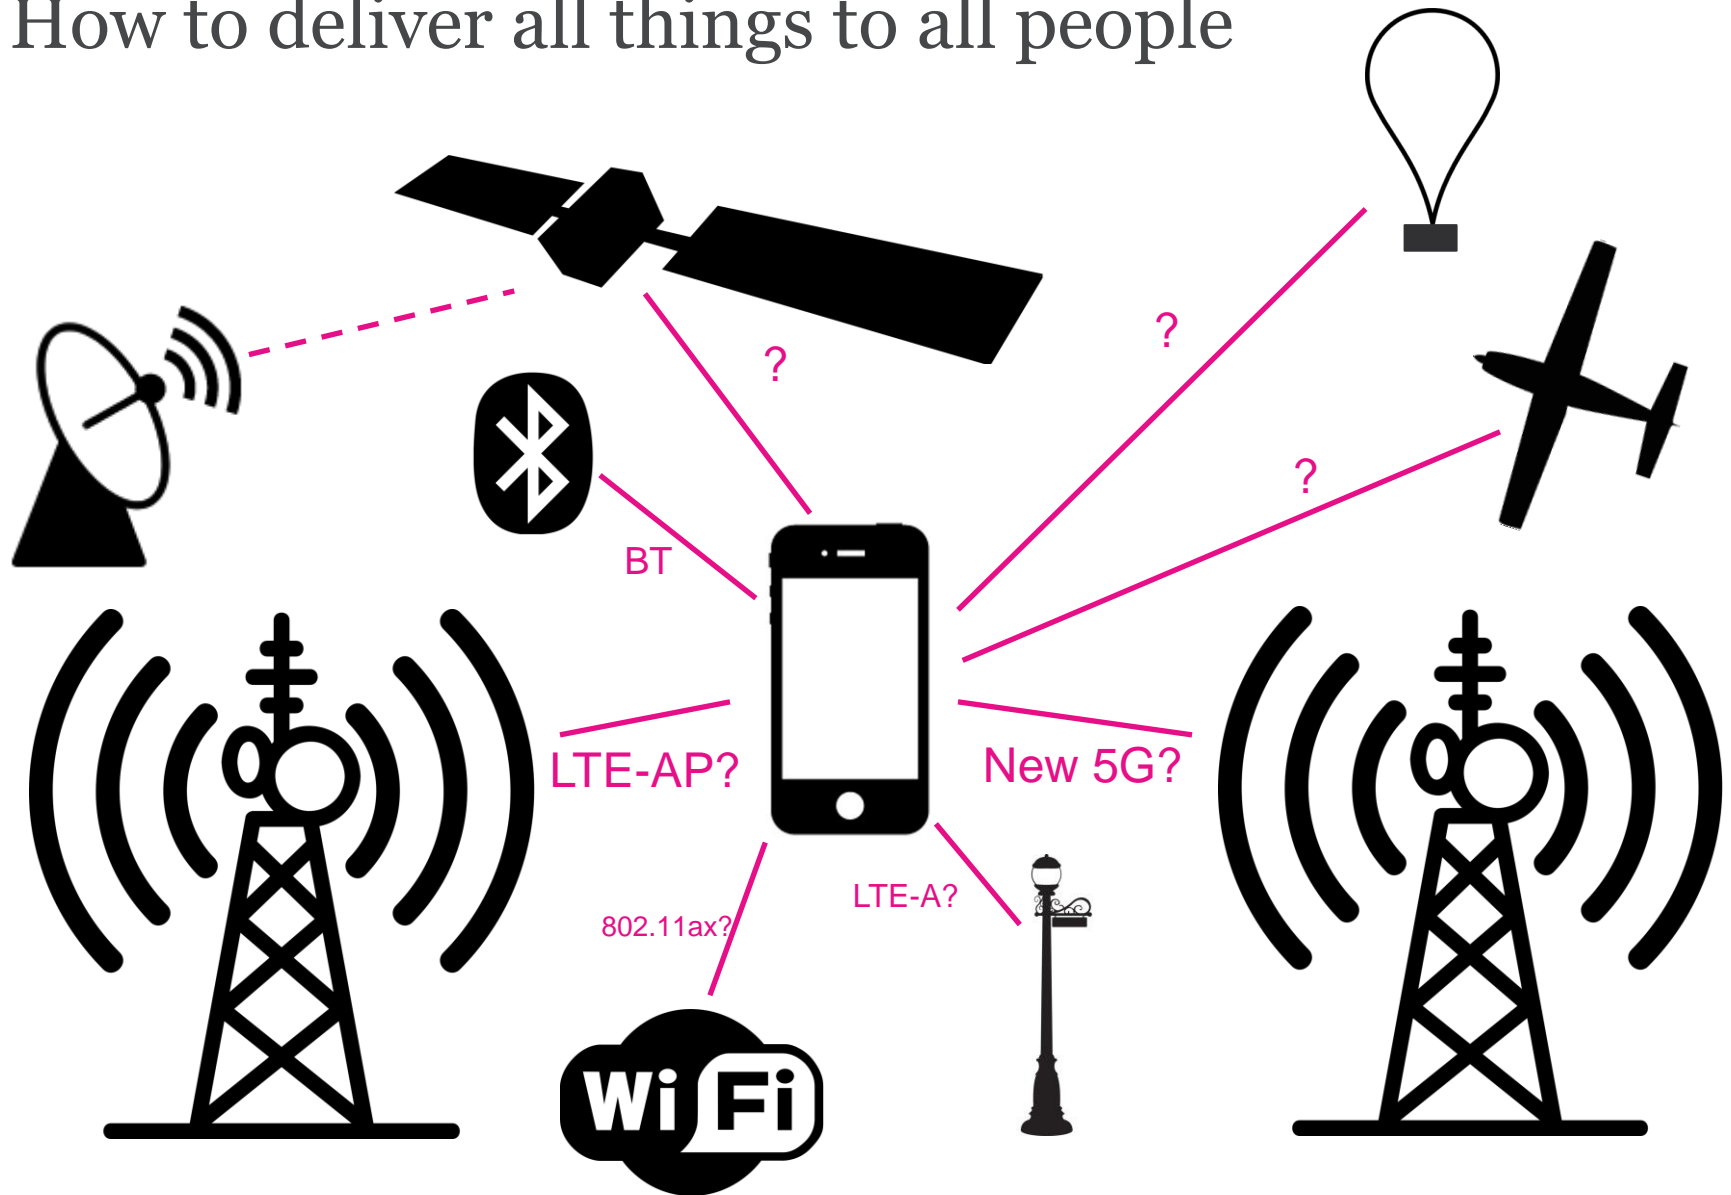 How to deliver all things to all people
?
?
?
BT
LTE-AP?
New 5G?
LTE-A?
802.11ax?
Wi Fi